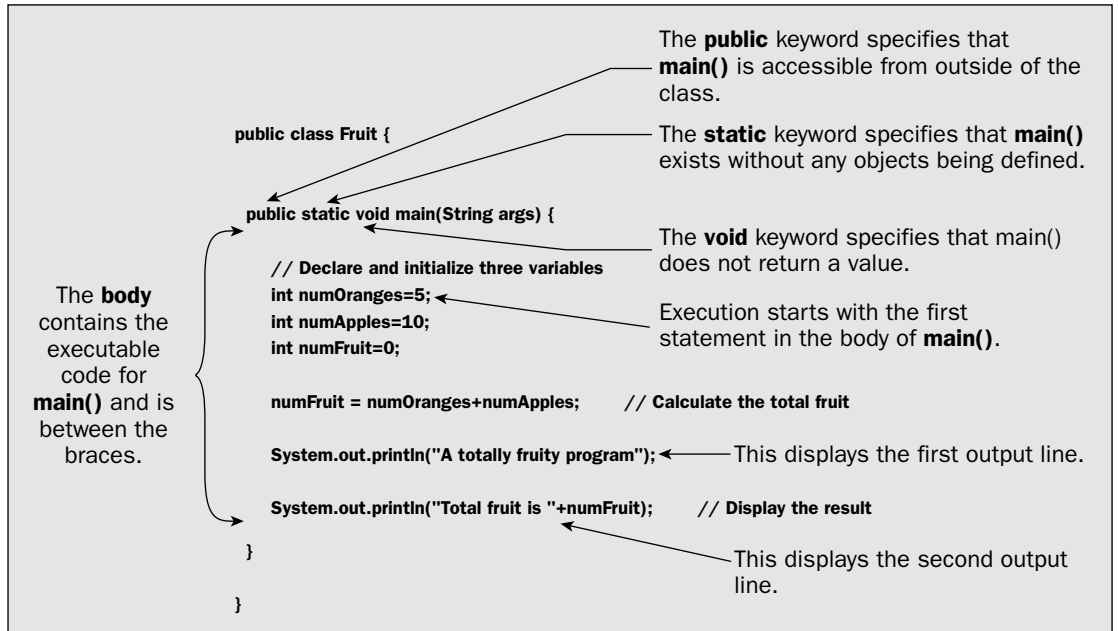 The public keyword specifies that
main() is accessible from outside of the
class.
public class Fruit {
The static keyword specifies that main()
exists without any objects being defined.
public static void main(String args) {
The void keyword specifies that main()
does not return a value.
// Declare and initialize three variables
int numOranges=5;
int numApples=10;
int numFruit=0;
Execution starts with the first
statement in the body of main().
The body
contains the
executable
code for
main() and is
between the
braces.
numFruit = numOranges+numApples; // Calculate the total fruit
System.out.println("A totally fruity program");
This displays the first output line.
System.out.println("Total fruit is "+numFruit); // Display the result
}
This displays the second output
line.
}